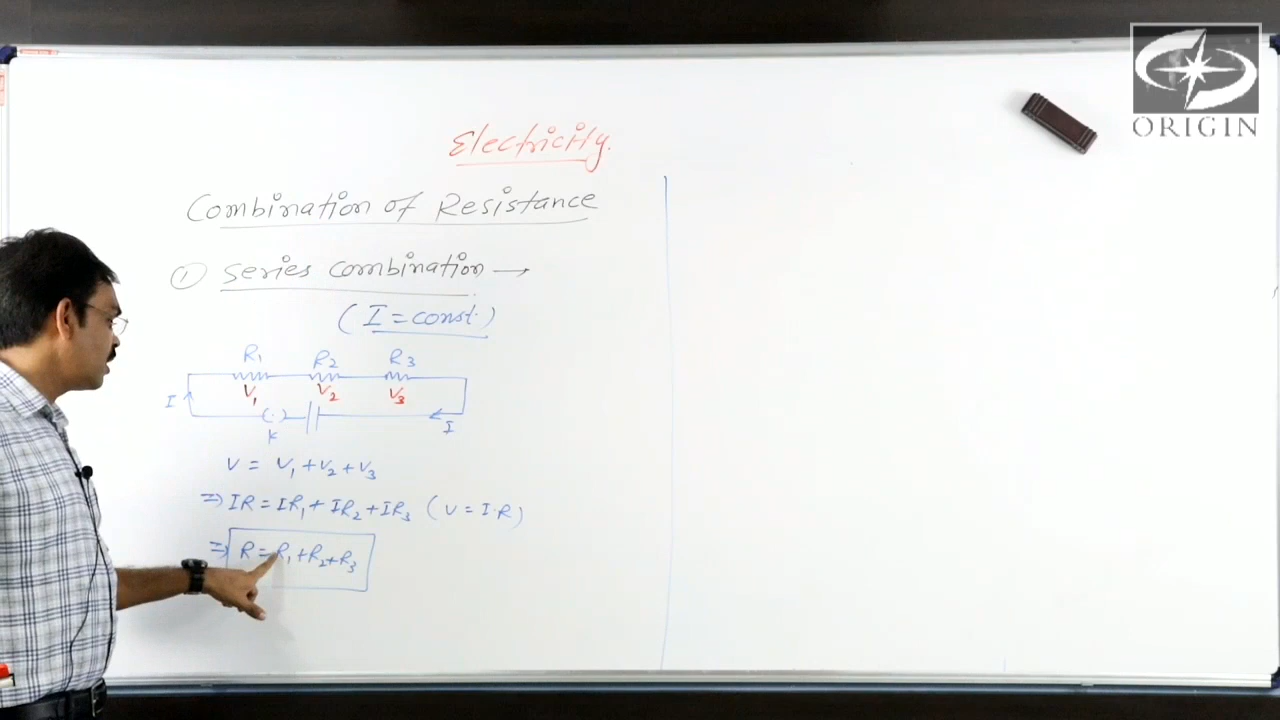 ORIGIN
Electricity.
Combination of Resistance
① Series combination →
(I = const.)
R₁ R₂ R₃
V₁ V₂ V₃
I
K
I
V = V₁ + V₂ + V₃
⇒ IR = IR₁ + IR₂ + IR₃ (V = I·R)
⇒ R = R₁ + R₂ + R₃